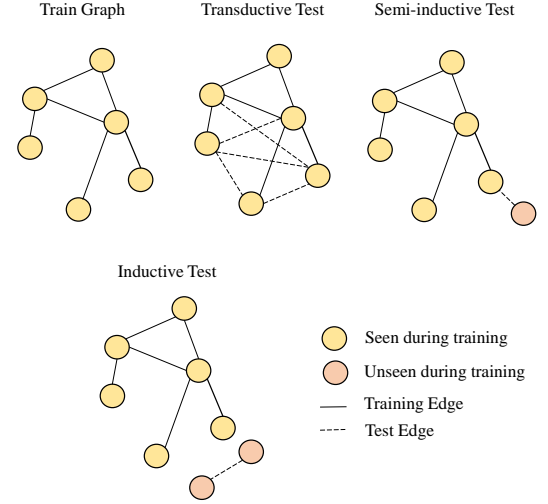 Train Graph
Transductive Test
Semi-inductive Test
Inductive Test
Seen during training
Unseen during training
Training Edge
Test Edge